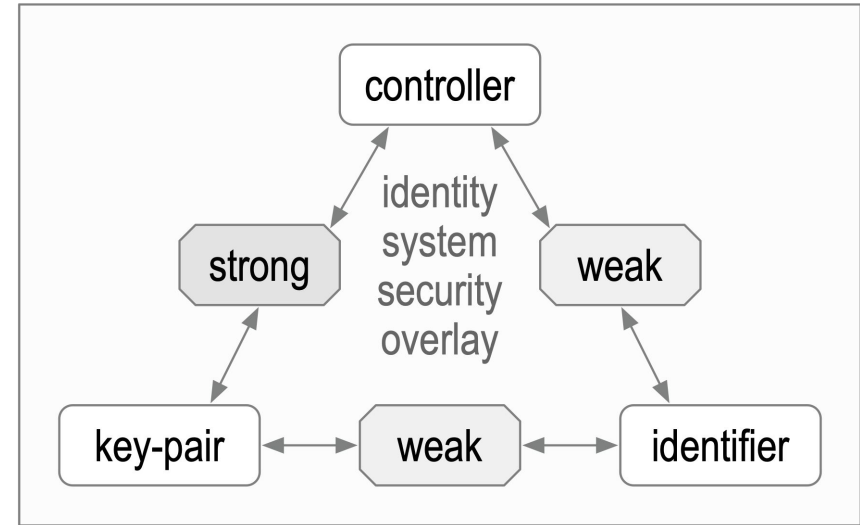 controller
identity
system
security
overlay
strong
weak
key-pair
weak
identifier